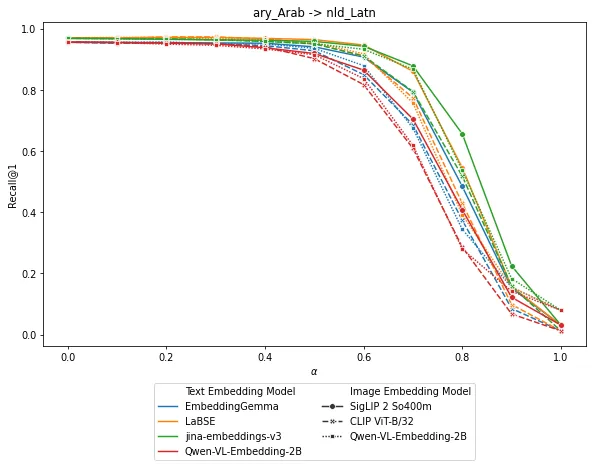 ary_Arab -> nld_Latn
1.0
0.8
0.6
0.4
0.2
0.0
Recall@1
0.0 0.2 0.4 0.6 0.8 1.0
α
Text Embedding Model
EmbeddingGemma
LaBSE
jina-embeddings-v3
Qwen-VL-Embedding-2B
Image Embedding Model
SigLIP 2 So400m
CLIP ViT-B/32
Qwen-VL-Embedding-2B